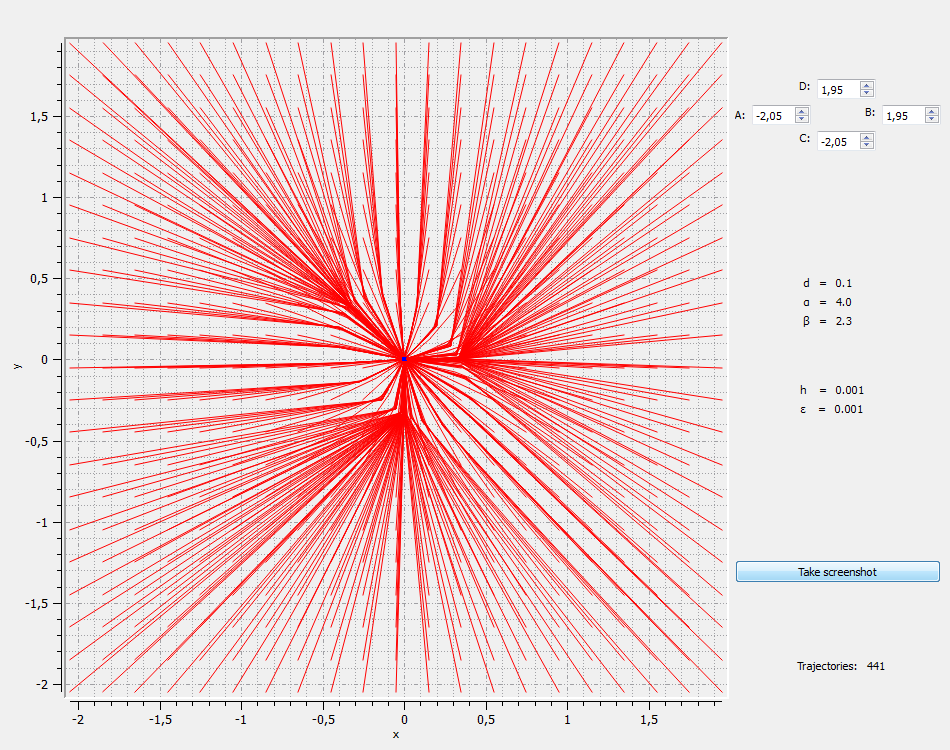 D: 1,95
A: -2,05 B: 1,95
C: -2,05
1,5
1
0,5
d = 0.1
α = 4.0
β = 2.3
0
y
h = 0.001
ε = 0.001
-0,5
-1
Take screenshot
-1,5
Trajectories: 441
-2
-2 -1,5 -1 -0,5 0 0,5 1 1,5
x